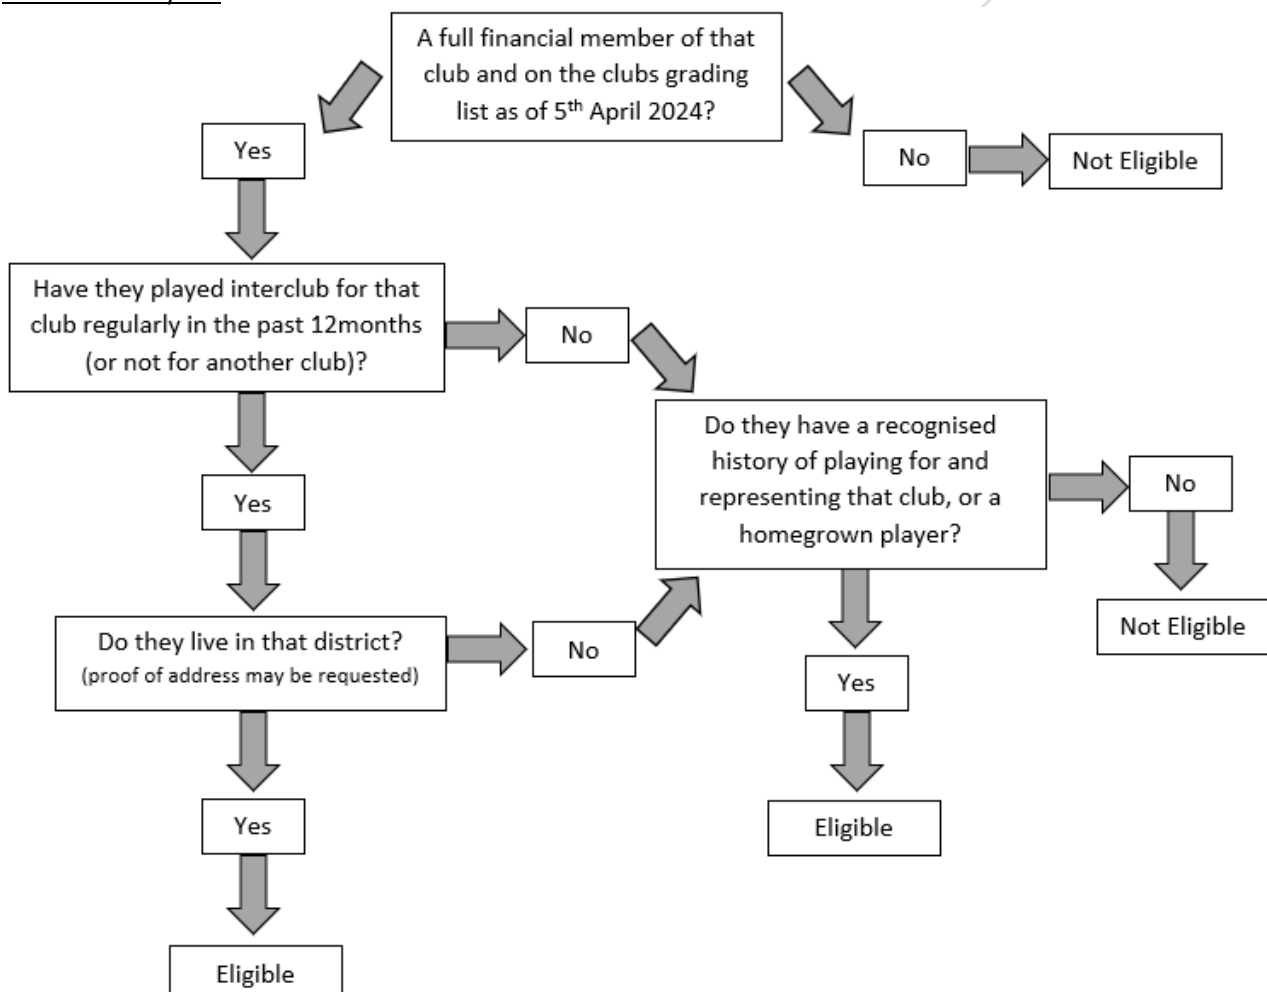 A full financial member of that
club and on the clubs grading
list as of 5th April 2024?
Yes
No
Not Eligible
Have they played interclub for that
club regularly in the past 12months
(or not for another club)?
No
Do they have a recognised
history of playing for and
representing that club, or a
homegrown player?
No
Yes
Not Eligible
Do they live in that district?
(proof of address may be requested)
No
Yes
Yes
Eligible
Eligible